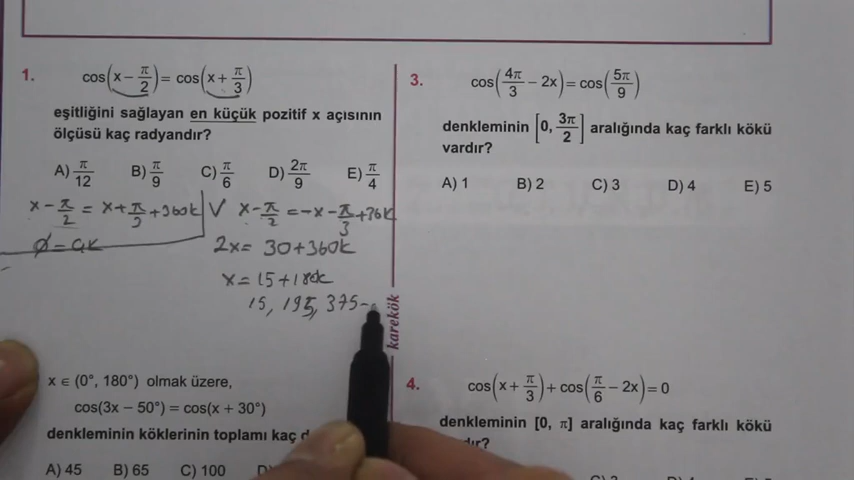 1.
cos(x − π/2) = cos(x + π/3)
eşitliğini sağlayan en küçük pozitif x açısının
ölçüsü kaç radyandır?
A) π/12 B) π/9 C) π/6 D) 2π/9 E) π/4
x − π/2 = x + π/3 + 360k V x − π/2 = −x − π/3 + 36k
2x = 30 + 360k
x = 15 + 180k
15, 195, 375
x ∈ (0°, 180°) olmak üzere,
cos(3x − 50°) = cos(x + 30°)
denkleminin köklerinin toplamı kaç
A) 45 B) 65 C) 100
karekök
3.
cos(4π/3 − 2x) = cos(5π/9)
denkleminin [0, 3π/2] aralığında kaç farklı kökü
vardır?
A) 1 B) 2 C) 3 D) 4 E) 5
4.
cos(x + π/3) + cos(π/6 − 2x) = 0
denkleminin [0, π] aralığında kaç farklı kökü